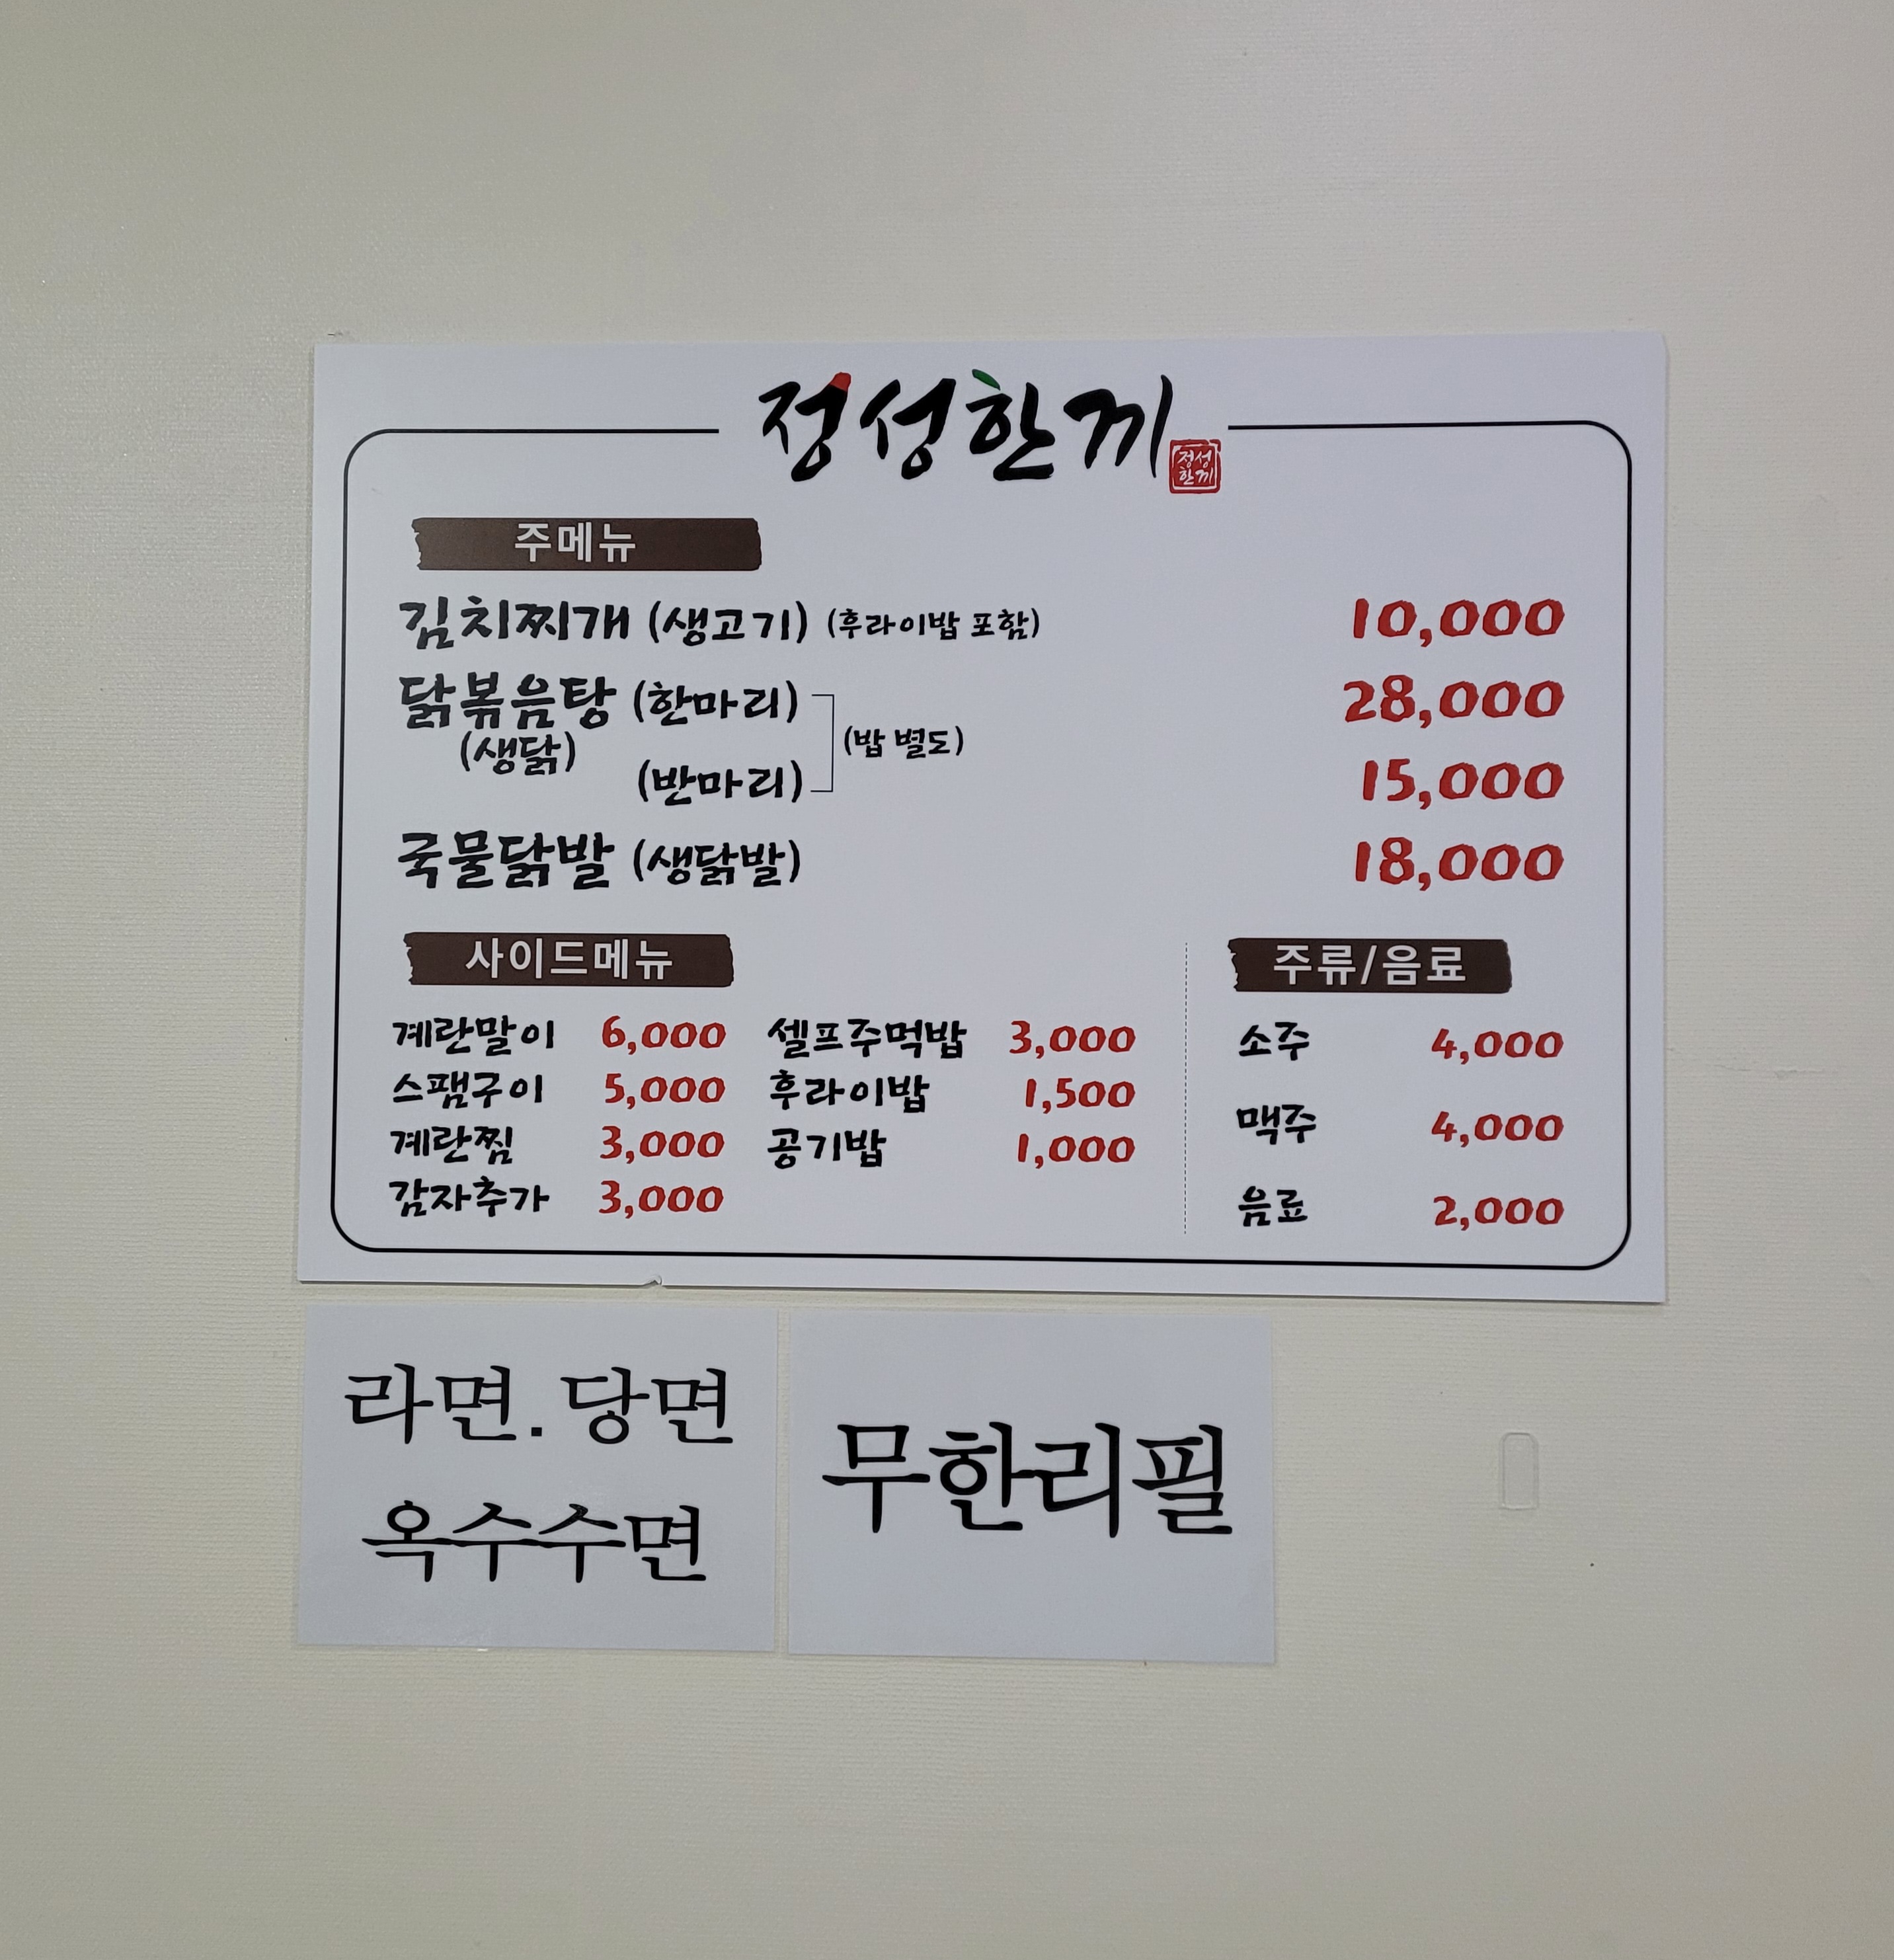 정성한끼
정성
한끼
주메뉴
김치찌개 (생고기) (후라이밥 포함) 10,000
닭볶음탕 (한마리) 28,000
(생닭) (밥 별도)
(반마리) 15,000
국물닭발 (생닭발) 18,000
사이드메뉴
계란말이 6,000 셀프주먹밥 3,000
스팸구이 5,000 후라이밥 1,500
계란찜 3,000 공기밥 1,000
감자추가 3,000
주류/음료
소주 4,000
맥주 4,000
음료 2,000
라면. 당면
옥수수면
무한리필